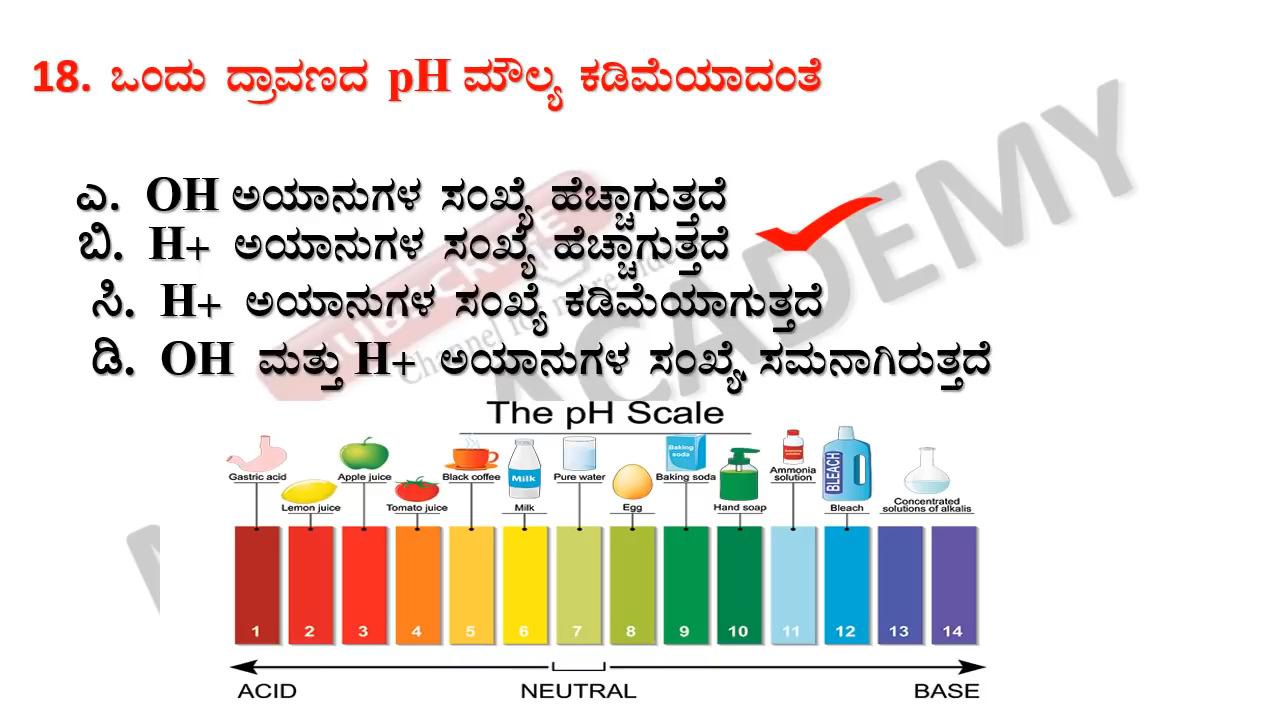 18. ಒಂದು ದ್ರಾವಣದ pH ಮೌಲ್ಯ ಕಡಿಮೆಯಾದಂತೆ
ಎ. OH ಅಯಾನುಗಳ ಸಂಖ್ಯೆ ಹೆಚ್ಚಾಗುತ್ತದೆ
ಬಿ. H+ ಅಯಾನುಗಳ ಸಂಖ್ಯೆ ಹೆಚ್ಚಾಗುತ್ತದೆ
ಸಿ. H+ ಅಯಾನುಗಳ ಸಂಖ್ಯೆ ಕಡಿಮೆಯಾಗುತ್ತದೆ
ಡಿ. OH ಮತ್ತು H+ ಅಯಾನುಗಳ ಸಂಖ್ಯೆ ಸಮನಾಗಿರುತ್ತದೆ
SUBSCRIBE
Channel for more
ACADEMY
The pH Scale
Gastric acid Apple juice Black coffee Milk Pure water Baking soda Baking soda Ammonia solution BLEACH
Lemon juice Tomato juice Milk Egg Hand soap Bleach Concentrated solutions of alkalis
1 2 3 4 5 6 7 8 9 10 11 12 13 14
ACID NEUTRAL BASE